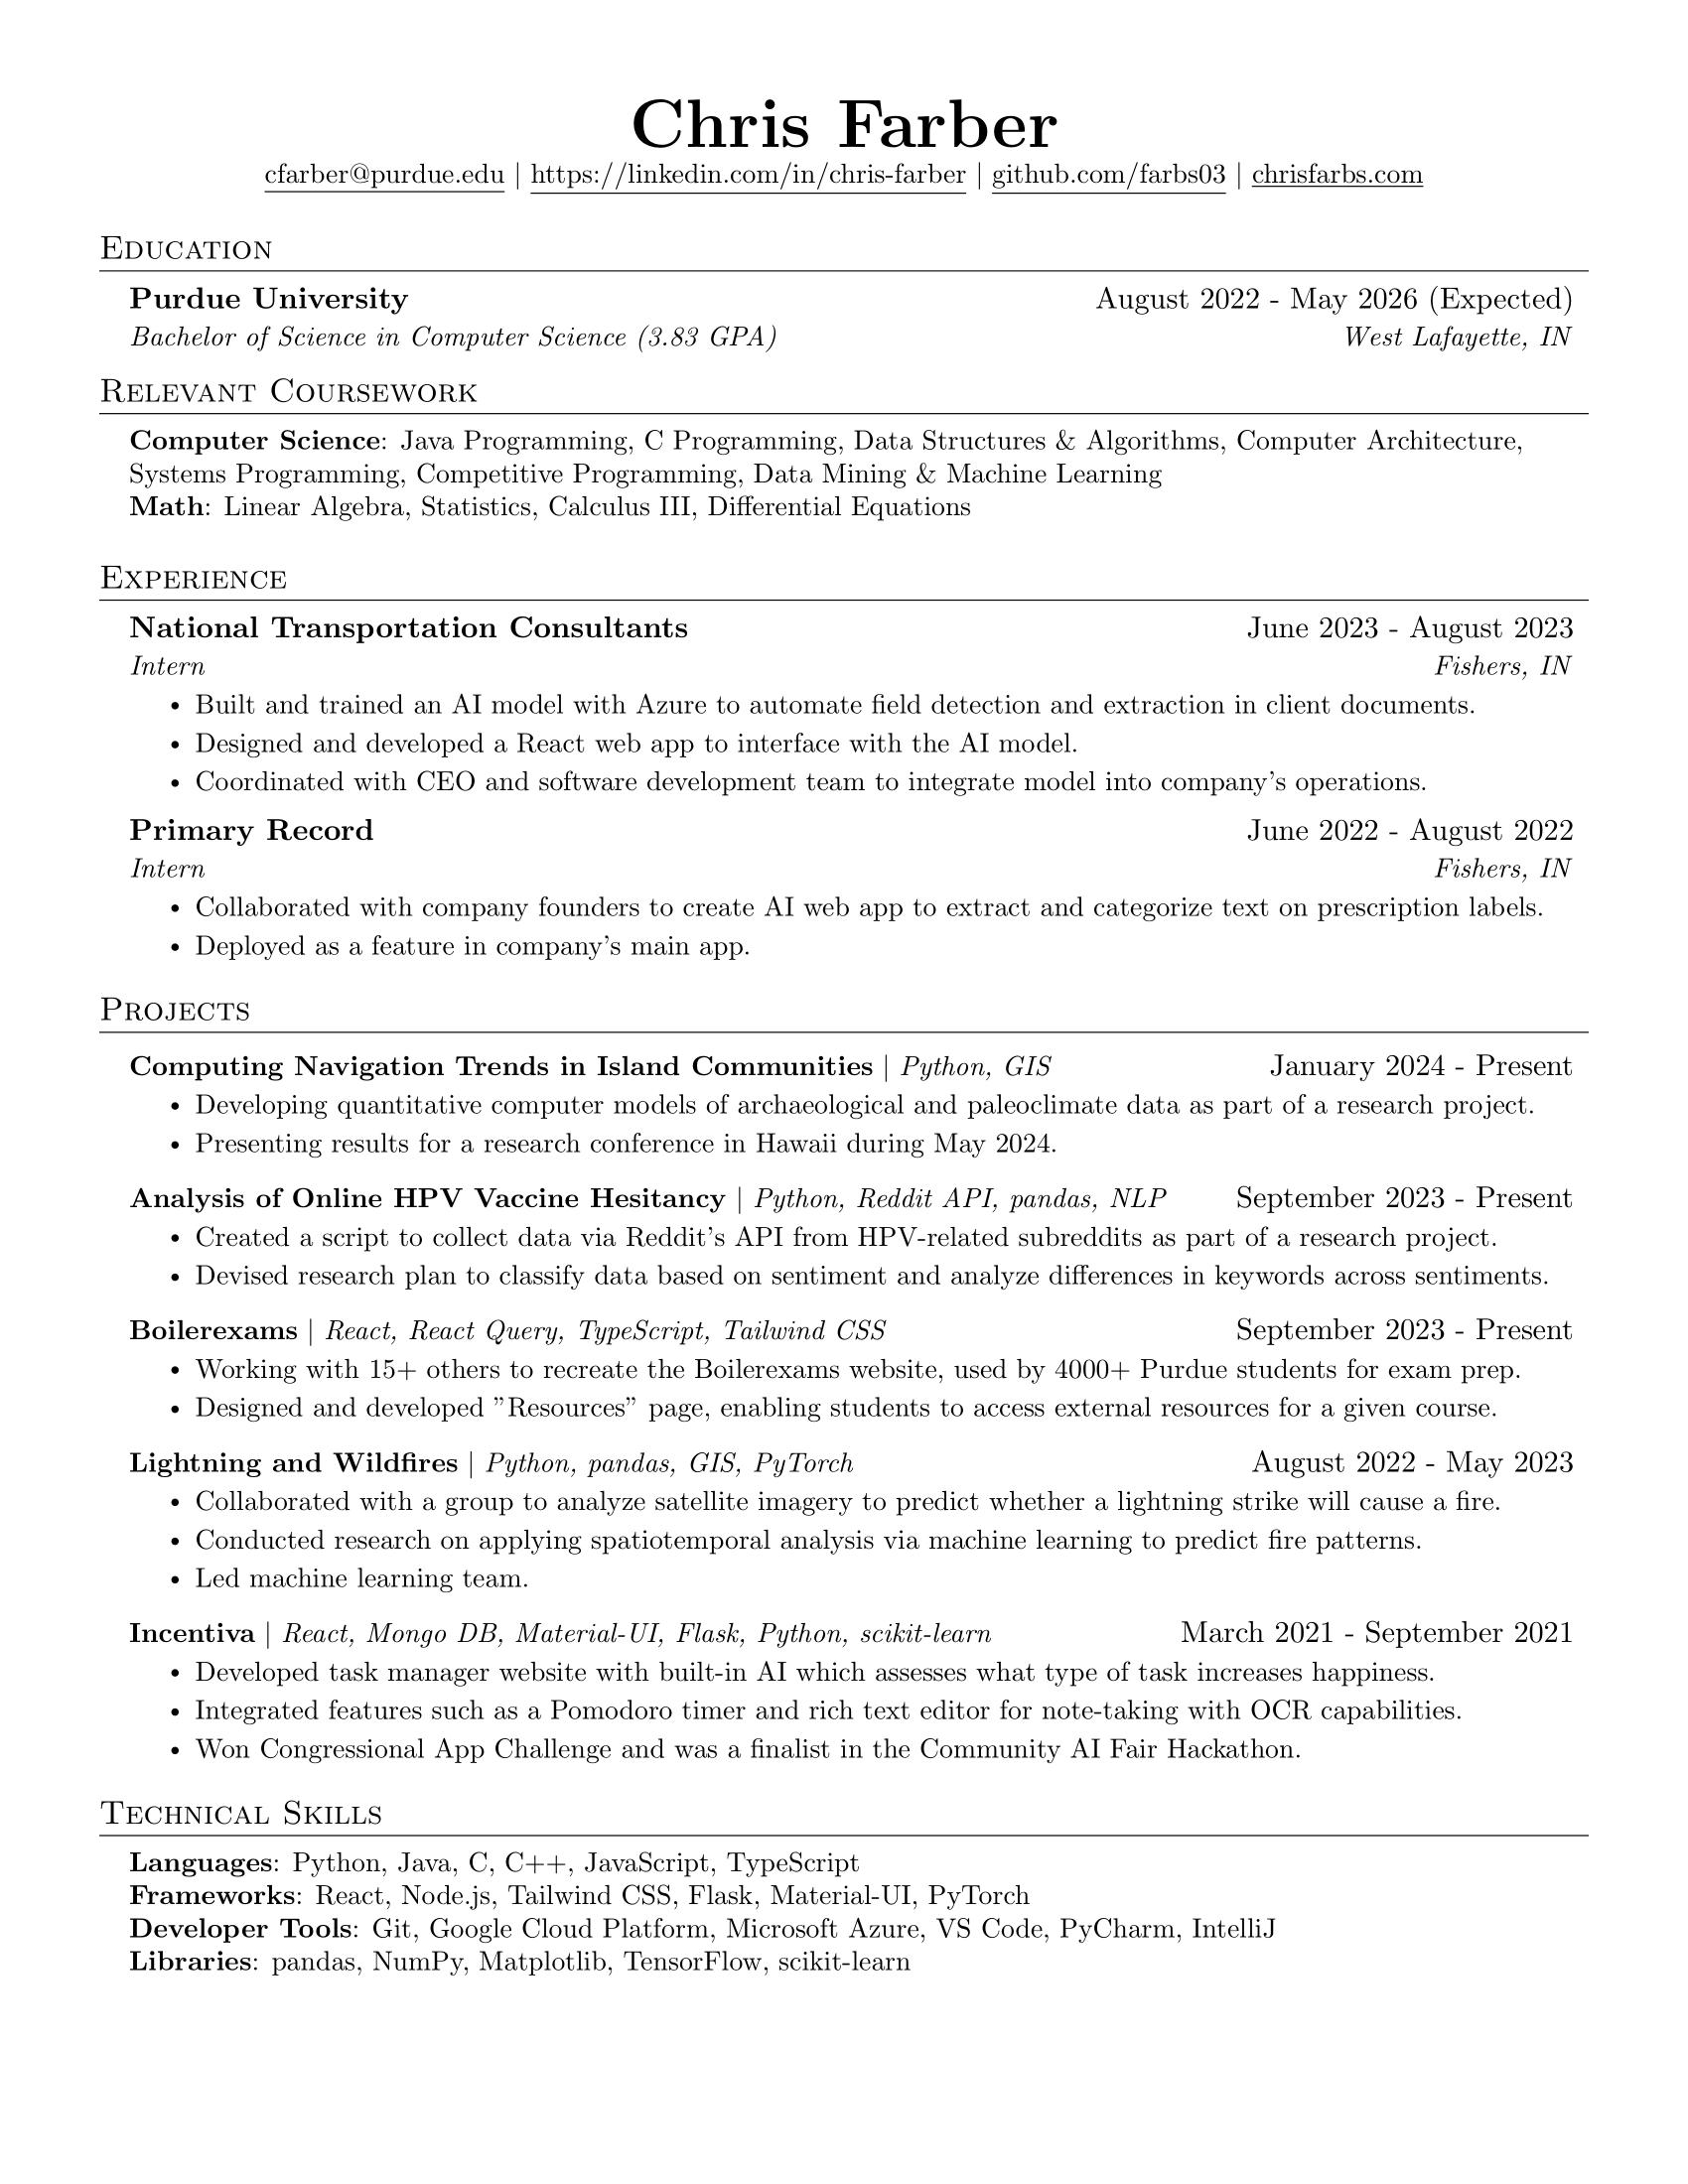 Chris Farber
cfarber@purdue.edu | https://linkedin.com/in/chris-farber | github.com/farbs03 | chrisfarbs.com
Education
Purdue University August 2022 - May 2026 (Expected)
Bachelor of Science in Computer Science (3.83 GPA) West Lafayette, IN
Relevant Coursework
Computer Science: Java Programming, C Programming, Data Structures & Algorithms, Computer Architecture,
Systems Programming, Competitive Programming, Data Mining & Machine Learning
Math: Linear Algebra, Statistics, Calculus III, Differential Equations
Experience
National Transportation Consultants June 2023 - August 2023
Intern Fishers, IN
• Built and trained an AI model with Azure to automate field detection and extraction in client documents.
• Designed and developed a React web app to interface with the AI model.
• Coordinated with CEO and software development team to integrate model into company's operations.
Primary Record June 2022 - August 2022
Intern Fishers, IN
• Collaborated with company founders to create AI web app to extract and categorize text on prescription labels.
• Deployed as a feature in company's main app.
Projects
Computing Navigation Trends in Island Communities | Python, GIS January 2024 - Present
• Developing quantitative computer models of archaeological and paleoclimate data as part of a research project.
• Presenting results for a research conference in Hawaii during May 2024.
Analysis of Online HPV Vaccine Hesitancy | Python, Reddit API, pandas, NLP September 2023 - Present
• Created a script to collect data via Reddit's API from HPV-related subreddits as part of a research project.
• Devised research plan to classify data based on sentiment and analyze differences in keywords across sentiments.
Boilerexams | React, React Query, TypeScript, Tailwind CSS September 2023 - Present
• Working with 15+ others to recreate the Boilerexams website, used by 4000+ Purdue students for exam prep.
• Designed and developed ”Resources” page, enabling students to access external resources for a given course.
Lightning and Wildfires | Python, pandas, GIS, PyTorch August 2022 - May 2023
• Collaborated with a group to analyze satellite imagery to predict whether a lightning strike will cause a fire.
• Conducted research on applying spatiotemporal analysis via machine learning to predict fire patterns.
• Led machine learning team.
Incentiva | React, Mongo DB, Material-UI, Flask, Python, scikit-learn March 2021 - September 2021
• Developed task manager website with built-in AI which assesses what type of task increases happiness.
• Integrated features such as a Pomodoro timer and rich text editor for note-taking with OCR capabilities.
• Won Congressional App Challenge and was a finalist in the Community AI Fair Hackathon.
Technical Skills
Languages: Python, Java, C, C++, JavaScript, TypeScript
Frameworks: React, Node.js, Tailwind CSS, Flask, Material-UI, PyTorch
Developer Tools: Git, Google Cloud Platform, Microsoft Azure, VS Code, PyCharm, IntelliJ
Libraries: pandas, NumPy, Matplotlib, TensorFlow, scikit-learn